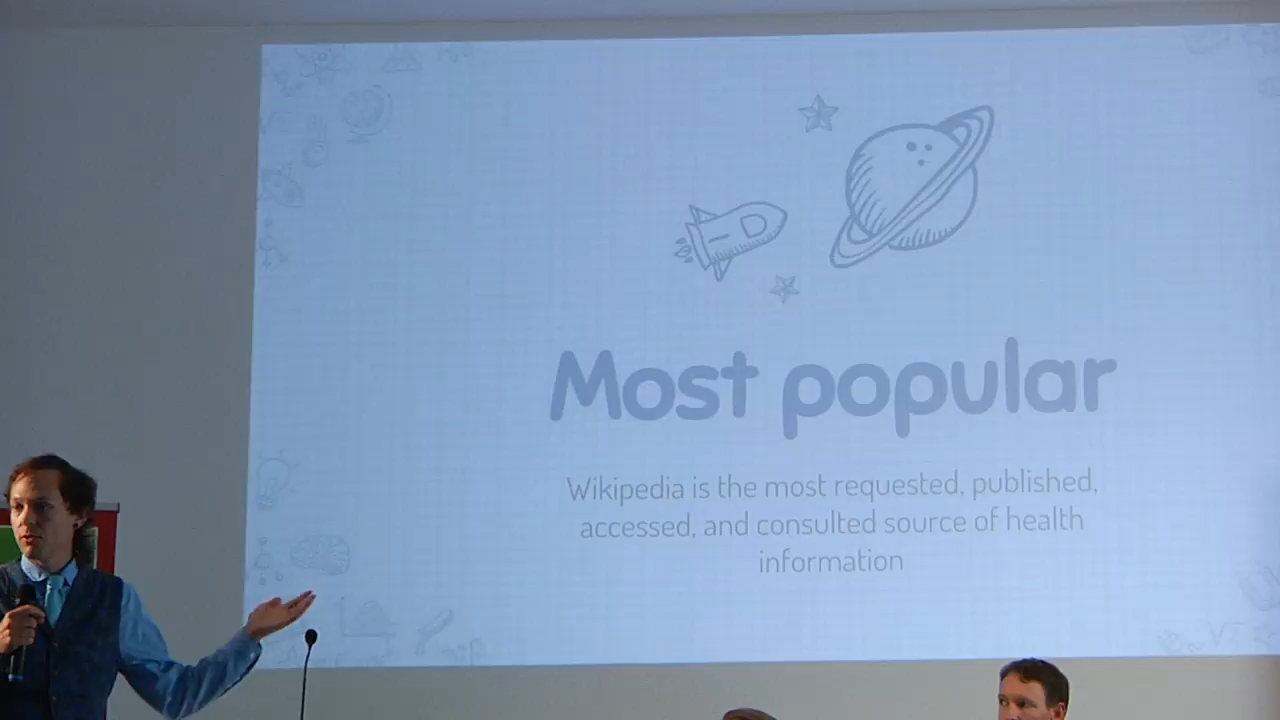 Most popular
Wikipedia is the most requested, published,
accessed, and consulted source of health
information